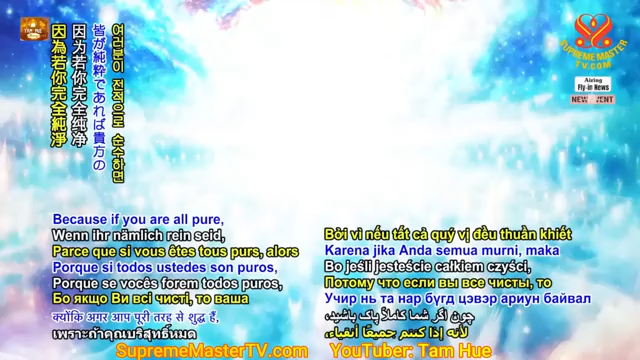 SUPREME MASTER
TV.COM
Airing
Fly-in News
여러분이 전적으로 순수하면
皆が純粋であれば貴方の
因为若你完全纯净
因為若你完全純淨
Because if you are all pure,
Wenn ihr nämlich rein seid,
Parce que si vous êtes tous purs, alors
Porque si todos ustedes son puros,
Porque se vocês forem todos puros,
Бо якщо Ви всі чисті, то ваша
क्योंकि अगर आप पूरी तरह से शुद्ध हैं,
เพราะถ้าคุณบริสุทธิ์หมด
Bởi vì nếu tất cả quý vị đều thuần khiết
Karena jika Anda semua murni, maka
Bo jeśli jesteście całkiem czyści,
Потому что если вы все чисты, то
Учир нь та нар бүгд цэвэр ариун байвал
چون اگر شما کاملاً پاک باشید،
لأنه إذا كنتم جميعًا أنقياء،
SupremeMasterTV.com
YouTuber: Tam Hue